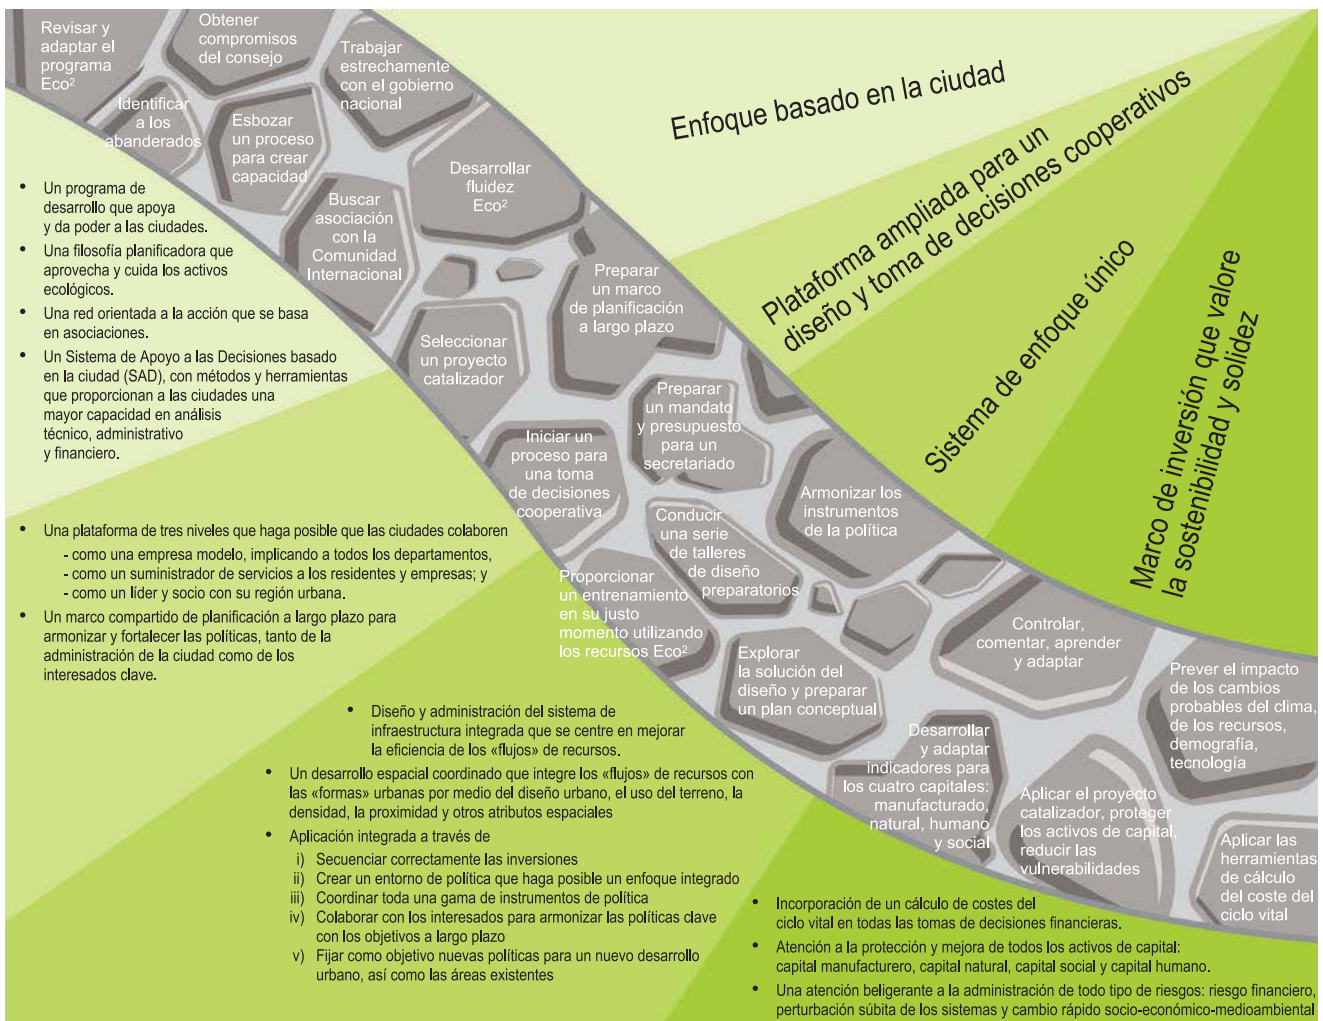 Revisar y
adaptar el
programa
Eco²
Obtener
compromisos
del consejo
Trabajar
estrechamente
con el gobierno
nacional
Identificar
a los
abanderados
Esbozar
un proceso
para crear
capacidad
Desarrollar
fluidez
Eco²
Buscar
asociación
con la
Comunidad
Internacional
Preparar
un marco
de planificación
a largo plazo
Seleccionar
un proyecto
catalizador
Preparar
un mandato
y presupuesto
para un
secretariado
Iniciar un
proceso para
una toma
de decisiones
cooperativa
Armonizar los
instrumentos
de la política
Conducir
una serie
de talleres
de diseño
preparatorios
Proporcionar
un entrenamiento
en su justo
momento utilizando
los recursos Eco²
Explorar
la solución del
diseño y preparar
un plan conceptual
Controlar,
comentar, aprender
y adaptar
Prever el impacto
de los cambios
probables del clima,
de los recursos,
demografía,
tecnología
Desarrollar
y adaptar
indicadores para
los cuatro capitales:
manufacturado,
natural, humano
y social
Aplicar el proyecto
catalizador, proteger
los activos de capital,
reducir las
vulnerabilidades
Aplicar las
herramientas
de cálculo
del coste del
ciclo vital
Enfoque basado en la ciudad
Plataforma ampliada para un
diseño y toma de decisiones cooperativos
Sistema de enfoque único
Marco de inversión que valore
la sostenibilidad y solidez
• Un programa de
desarrollo que apoya
y da poder a las ciudades.
• Una filosofía planificadora que
aprovecha y cuida los activos
ecológicos.
• Una red orientada a la acción que se basa
en asociaciones.
• Un Sistema de Apoyo a las Decisiones basado
en la ciudad (SAD), con métodos y herramientas
que proporcionan a las ciudades una
mayor capacidad en análisis
técnico, administrativo
y financiero.
• Una plataforma de tres niveles que haga posible que las ciudades colaboren
- como una empresa modelo, implicando a todos los departamentos,
- como un suministrador de servicios a los residentes y empresas; y
- como un líder y socio con su región urbana.
• Un marco compartido de planificación a largo plazo para
armonizar y fortalecer las políticas, tanto de la
administración de la ciudad como de los
interesados clave.
• Diseño y administración del sistema de
infraestructura integrada que se centre en mejorar
la eficiencia de los «flujos» de recursos.
• Un desarrollo espacial coordinado que integre los «flujos» de recursos con
las «formas» urbanas por medio del diseño urbano, el uso del terreno, la
densidad, la proximidad y otros atributos espaciales
• Aplicación integrada a través de
i) Secuenciar correctamente las inversiones
ii) Crear un entorno de política que haga posible un enfoque integrado
iii) Coordinar toda una gama de instrumentos de política
iv) Colaborar con los interesados para armonizar las políticas clave
con los objetivos a largo plazo
v) Fijar como objetivo nuevas políticas para un nuevo desarrollo
urbano, así como las áreas existentes
• Incorporación de un cálculo de costes del
ciclo vital en todas las tomas de decisiones financieras.
• Atención a la protección y mejora de todos los activos de capital:
capital manufacturero, capital natural, capital social y capital humano.
• Una atención beligerante a la administración de todo tipo de riesgos: riesgo financiero,
perturbación súbita de los sistemas y cambio rápido socio-económico-medioambiental